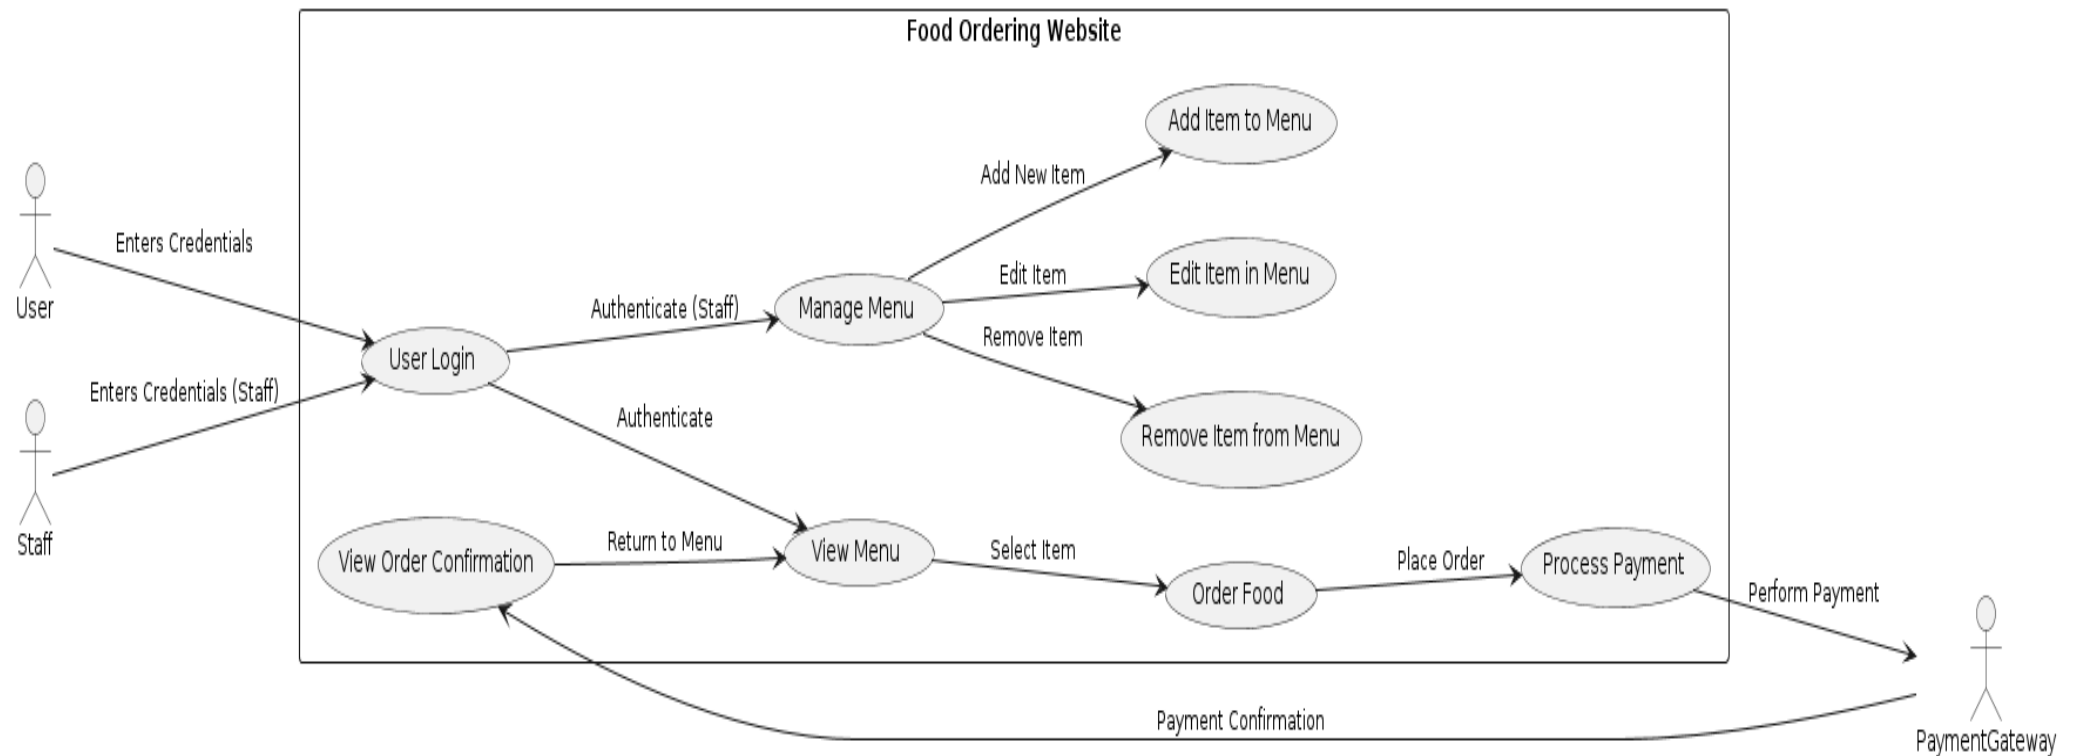 Food Ordering Website
Add Item to Menu
Add New Item
Enters Credentials
Edit Item
Edit Item in Menu
User
Authenticate (Staff)
Manage Menu
Remove Item
User Login
Enters Credentials (Staff)
Authenticate
Remove Item from Menu
Staff
View Order Confirmation
Return to Menu
View Menu
Select Item
Order Food
Place Order
Process Payment
Perform Payment
Payment Confirmation
PaymentGateway